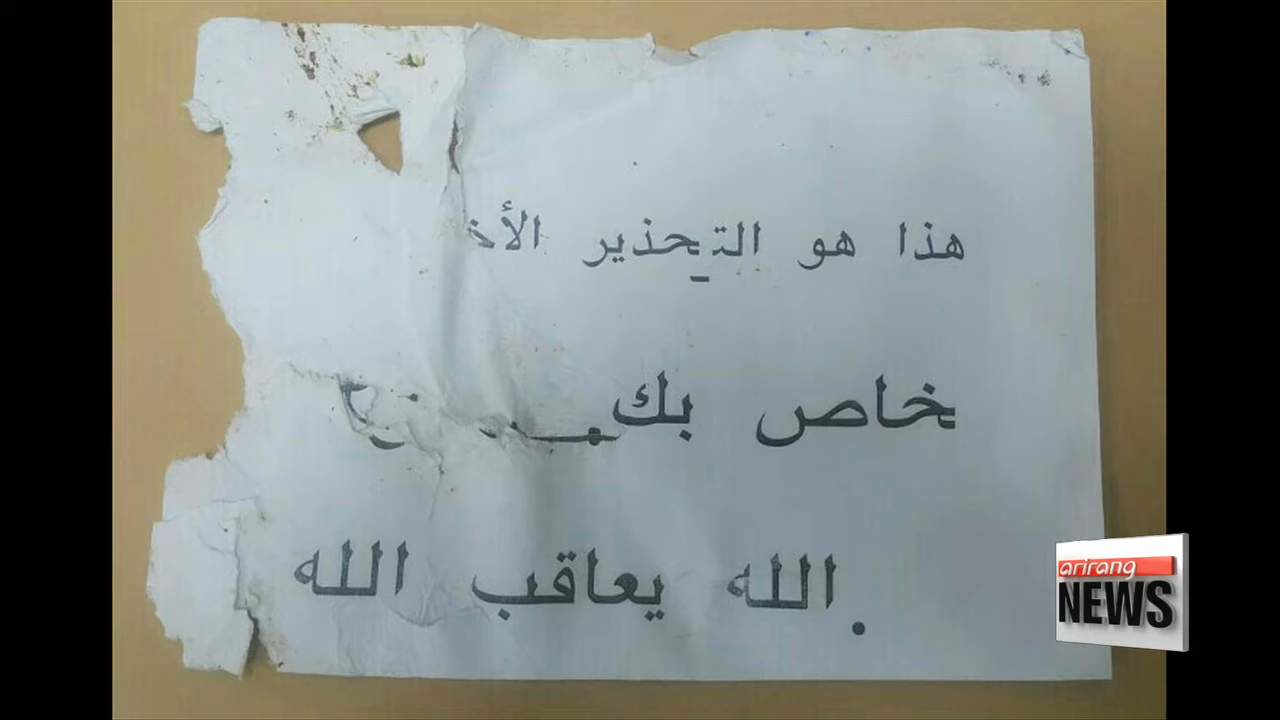 هذا هو التحذير
خاص بك
الله يعاقب الله.
arirang
NEWS